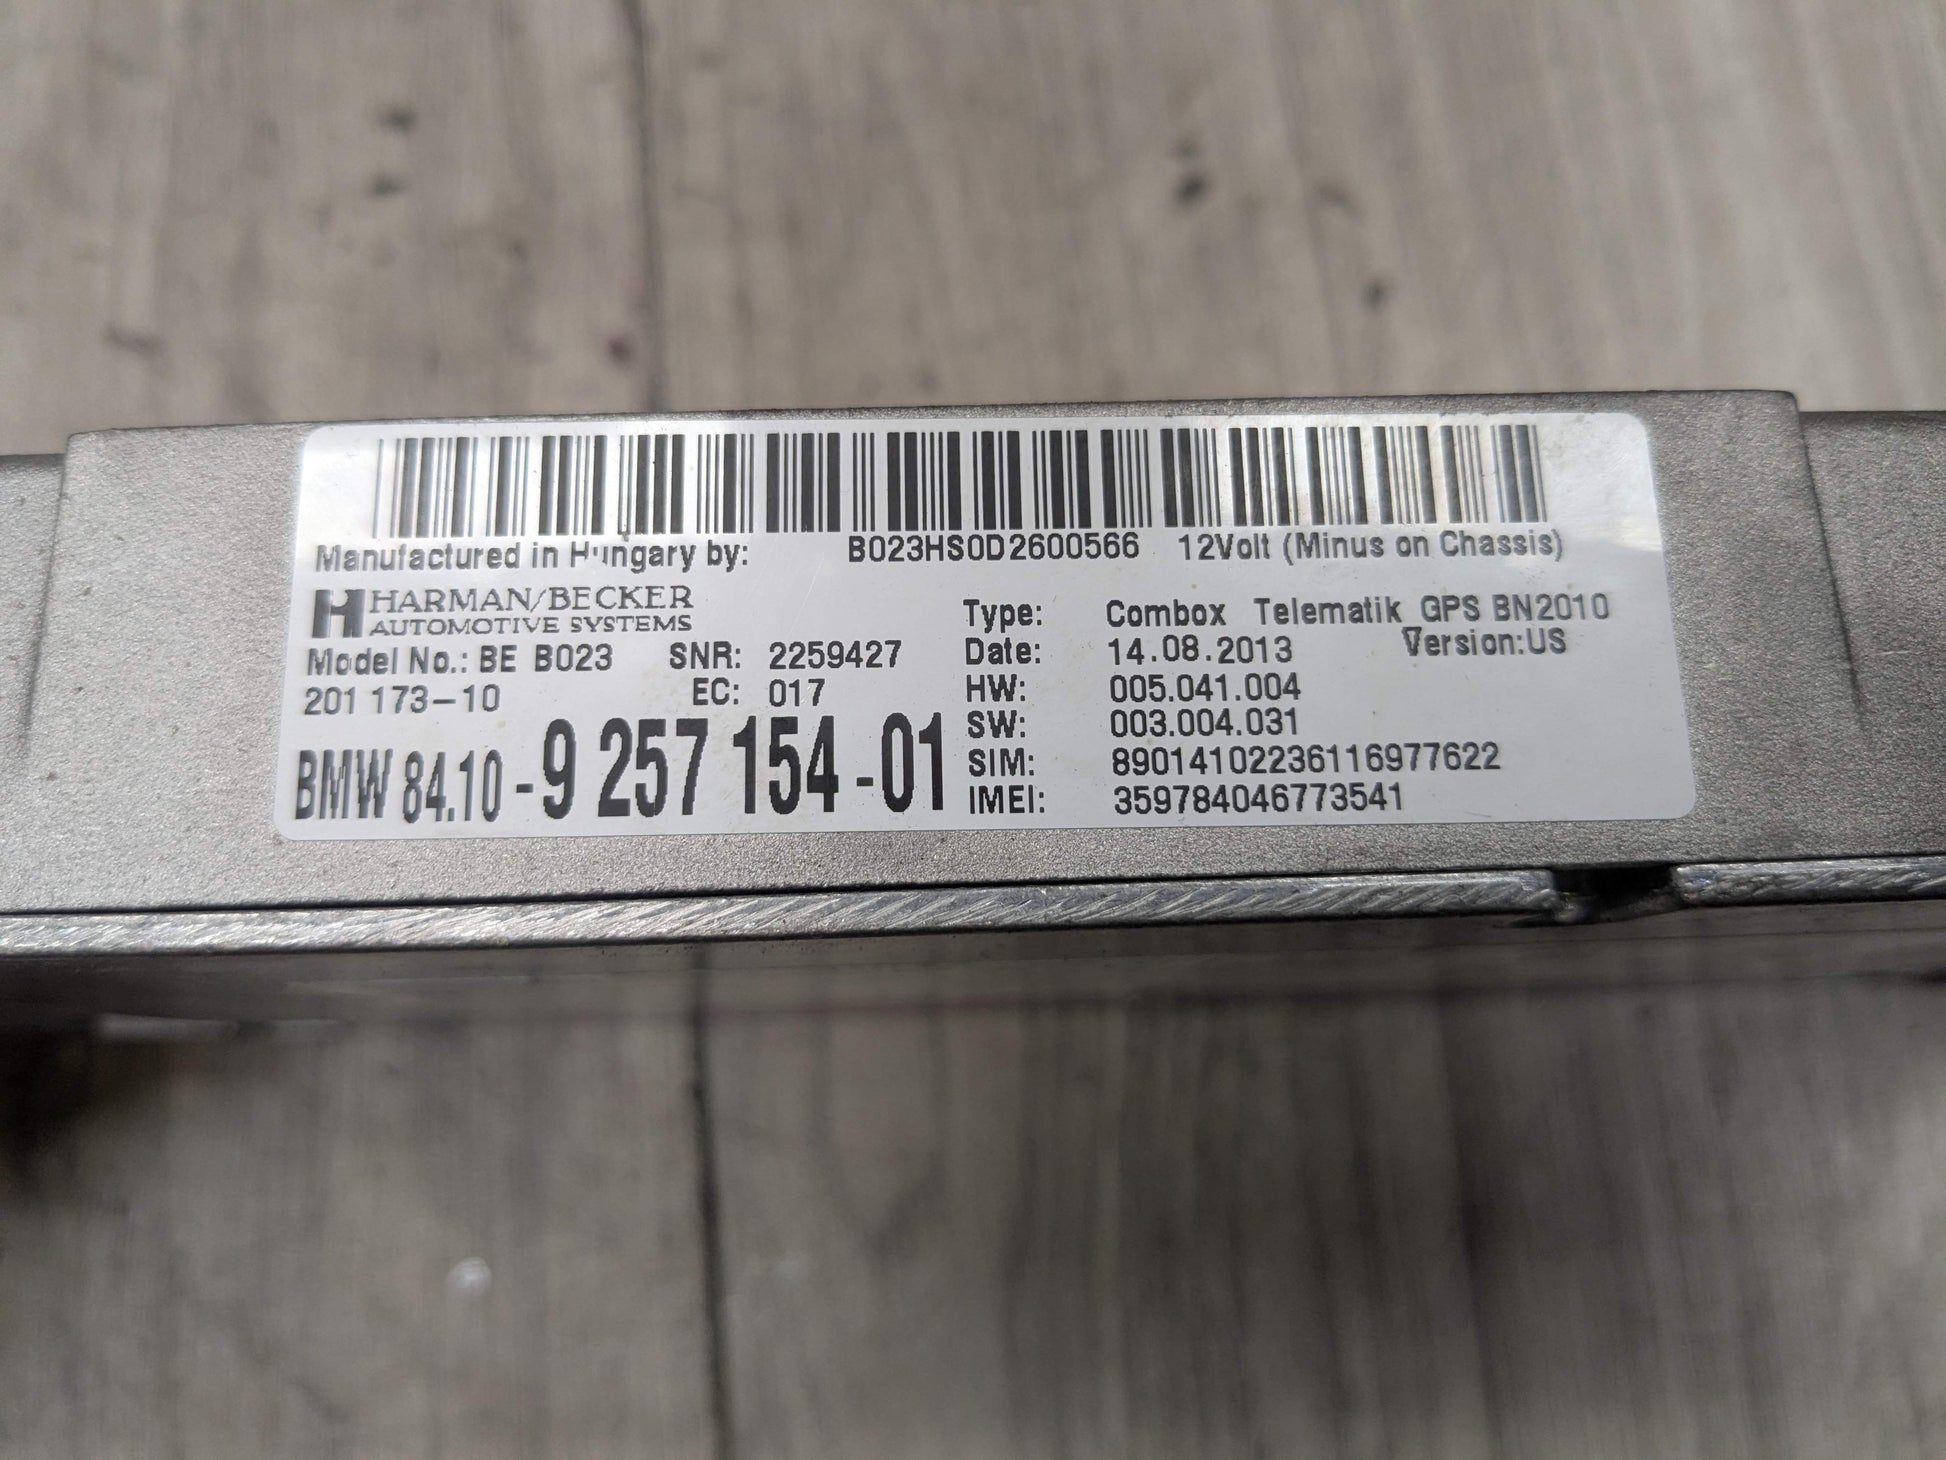 Manufactured in Hungary by:
B023HS0D2600566 12Volt (Minus on Chassis)
HARMAN/BECKER
AUTOMOTIVE SYSTEMS
Model No.: BE B023 SNR: 2259427
201 173-10 EC: 017
BMW 84.10-9 257 154-01
Type: Combox Telematik GPS BN2010
Date: 14.08.2013 Version:US
HW: 005.041.004
SW: 003.004.031
SIM: 89014102236116977622
IMEI: 359784046773541